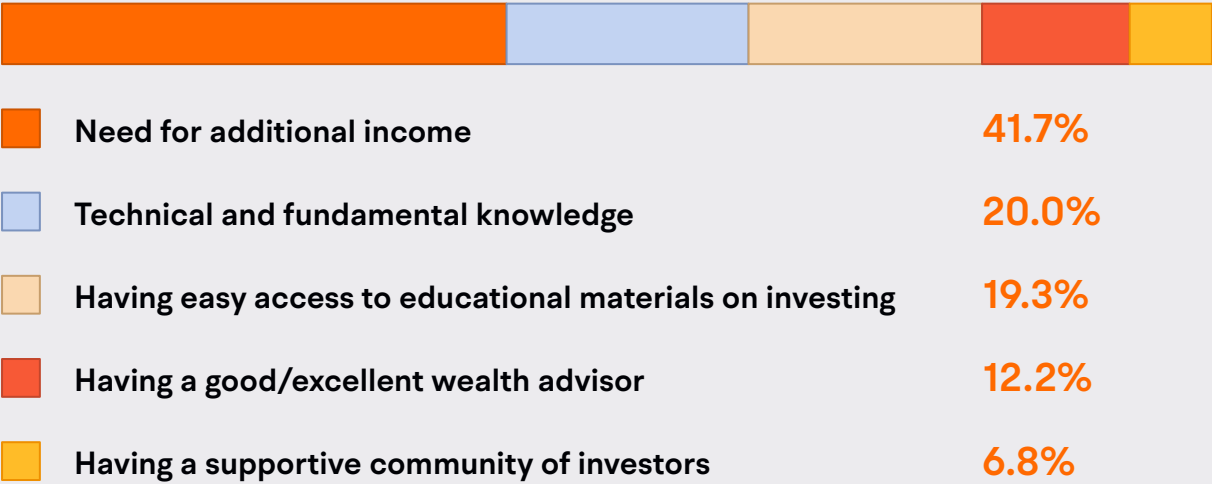 Need for additional income 41.7%
Technical and fundamental knowledge 20.0%
Having easy access to educational materials on investing 19.3%
Having a good/excellent wealth advisor 12.2%
Having a supportive community of investors 6.8%